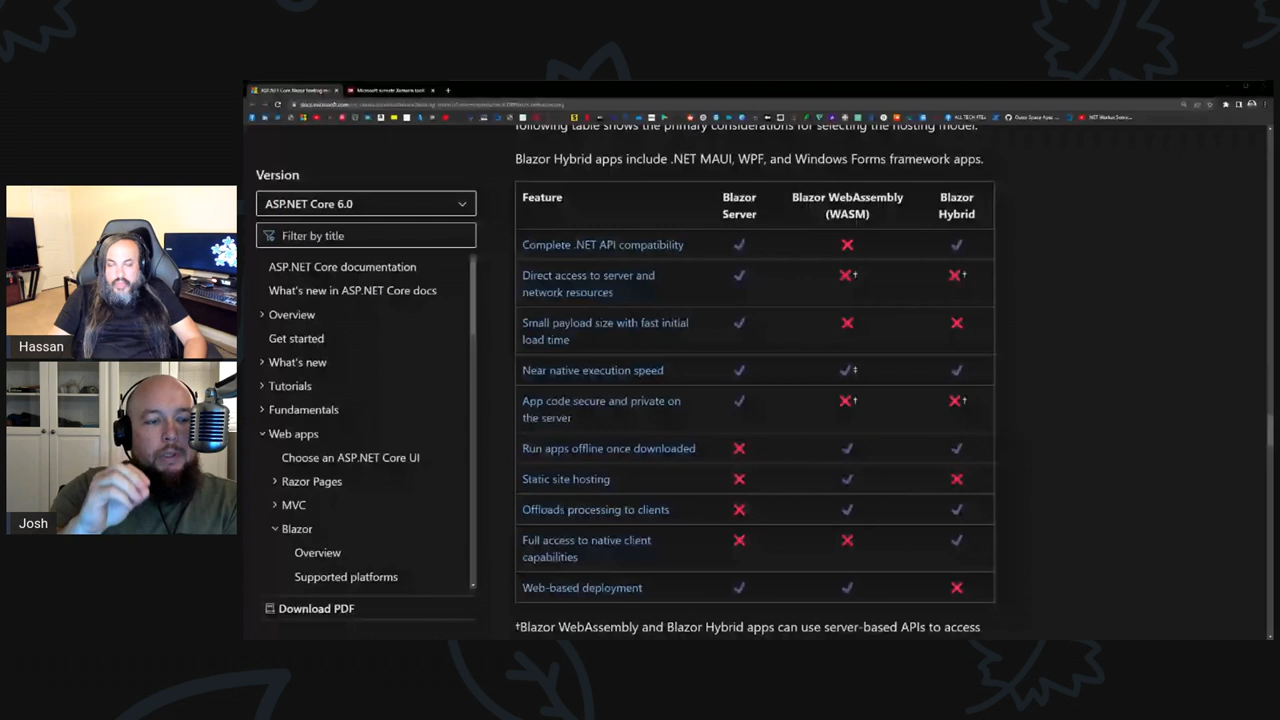 Microsoft
following table shows the primary considerations for selecting the hosting model.
Blazor Hybrid apps include .NET MAUI, WPF, and Windows Forms framework apps.
Version
ASP.NET Core 6.0
Filter by title
ASP.NET Core documentation
What's new in ASP.NET Core docs
Overview
Get started
What's new
Tutorials
Fundamentals
Web apps
Choose an ASP.NET Core UI
Razor Pages
MVC
Blazor
Overview
Supported platforms
Download PDF
Feature
Blazor
Server
Blazor WebAssembly
(WASM)
Blazor
Hybrid
Complete .NET API compatibility ✓ ❌ ✓
Direct access to server and
network resources ✓ ❌† ❌†
Small payload size with fast initial
load time ✓ ❌ ❌
Near native execution speed ✓ ✓‡ ✓
App code secure and private on
the server ✓ ❌† ❌†
Run apps offline once downloaded ❌ ✓ ✓
Static site hosting ❌ ✓ ❌
Offloads processing to clients ❌ ✓ ✓
Full access to native client
capabilities ❌ ❌ ✓
Web-based deployment ✓ ✓ ❌
†Blazor WebAssembly and Blazor Hybrid apps can use server-based APIs to access
Hassan
Josh